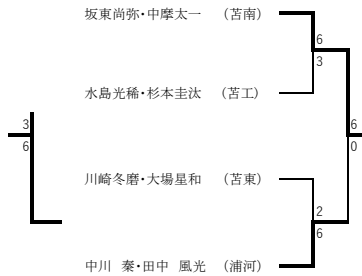 坂東尚弥・中摩太一 (苫南)
6
3
水島光稀・杉本圭汰 (苫工)
3
6
6
0
川崎冬磨・大場星和 (苫東)
2
6
中川 秦・田中 風光 (浦河)